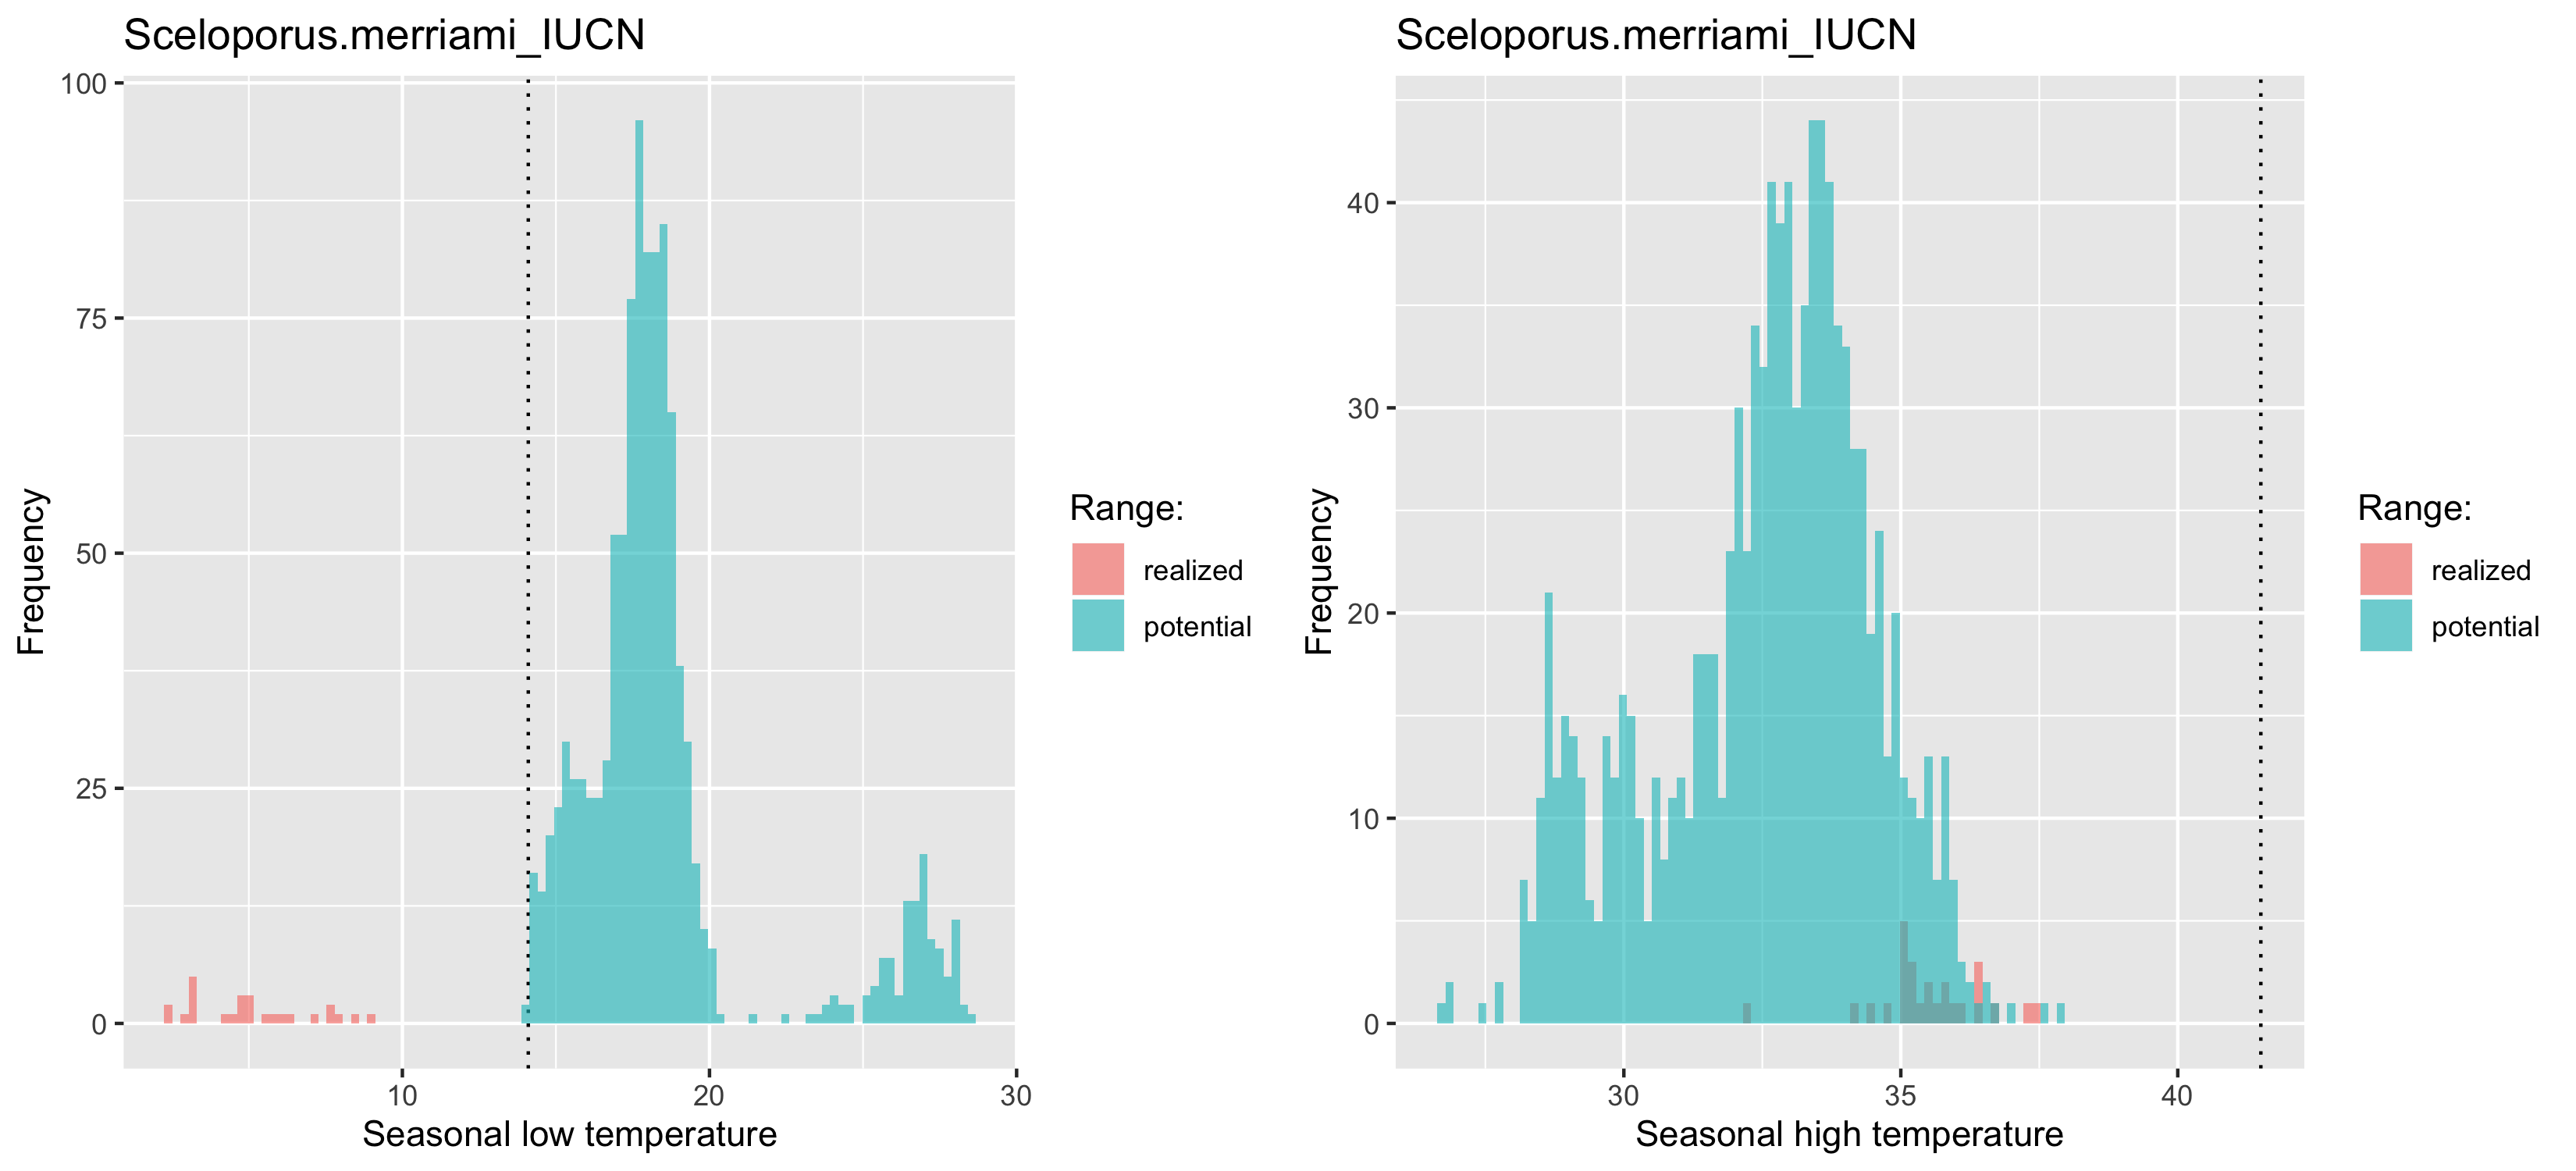 Sceloporus.merriami_IUCN
100
75
50
25
0
Frequency
10 20 30
Seasonal low temperature
Range:
realized
potential
Sceloporus.merriami_IUCN
40
30
20
10
0
Frequency
30 35 40
Seasonal high temperature
Range:
realized
potential